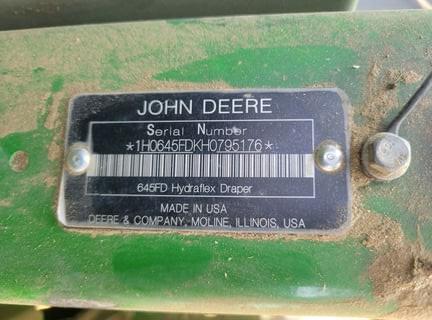 JOHN DEERE
Serial Number
*1H0645FDKH0795176*
645FD Hydraflex Draper
MADE IN USA
DEERE & COMPANY, MOLINE, ILLINOIS, USA